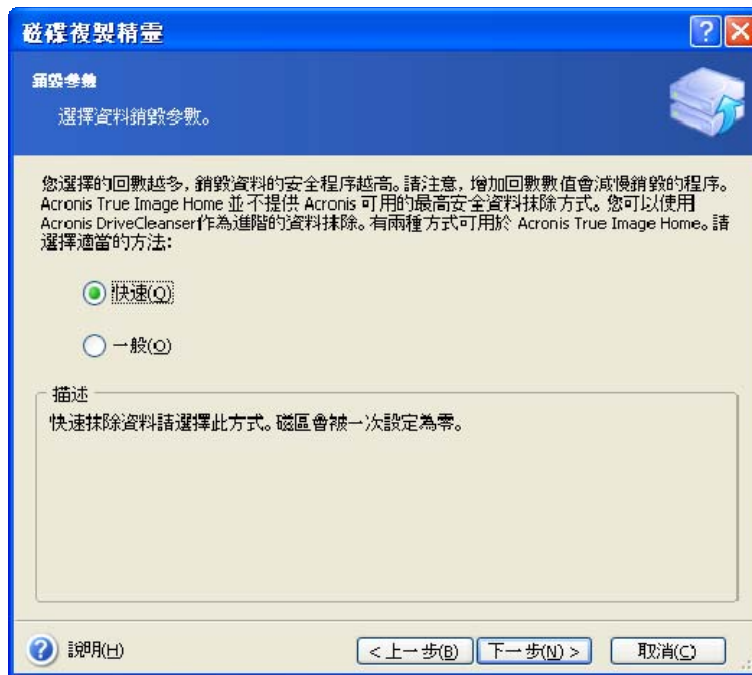 磁碟複製精靈
銷毀參數
選擇資料銷毀參數。
您選擇的回數越多，銷毀資料的安全程序越高。請注意，增加回數數值會減慢銷毀的程序。
Acronis True Image Home 並不提供 Acronis 可用的最高安全資料抹除方式。您可以使用
Acronis DriveCleanser作為進階的資料抹除。有兩種方式可用於 Acronis True Image Home。請
選擇適當的方法：
快速(Q)
一般(O)
描述
快速抹除資料請選擇此方式。磁區會被一次設定為零。
說明(H)
<上一步(B)
下一步(N)>
取消(C)